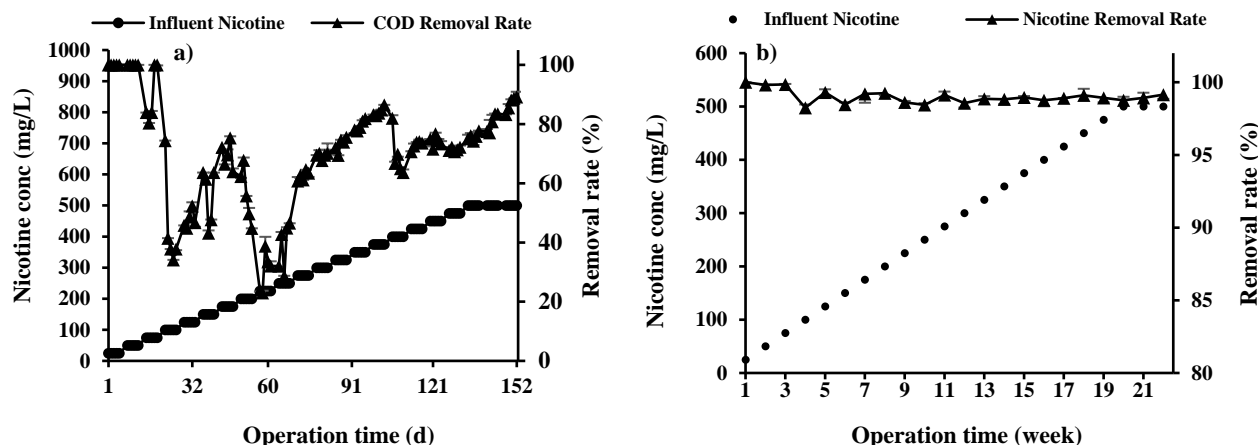 Influent Nicotine
COD Removal Rate
a)
Nicotine conc (mg/L)
1000
950
900
800
700
600
500
400
300
200
100
0
100
80
60
40
20
0
Removal rate (%)
1 32 60 91 121 152
Operation time (d)
Influent Nicotine
Nicotine Removal Rate
b)
Nicotine conc (mg/L)
600
500
400
300
200
100
0
100
95
90
85
80
Removal rate (%)
1 3 5 7 9 11 13 15 17 19 21
Operation time (week)